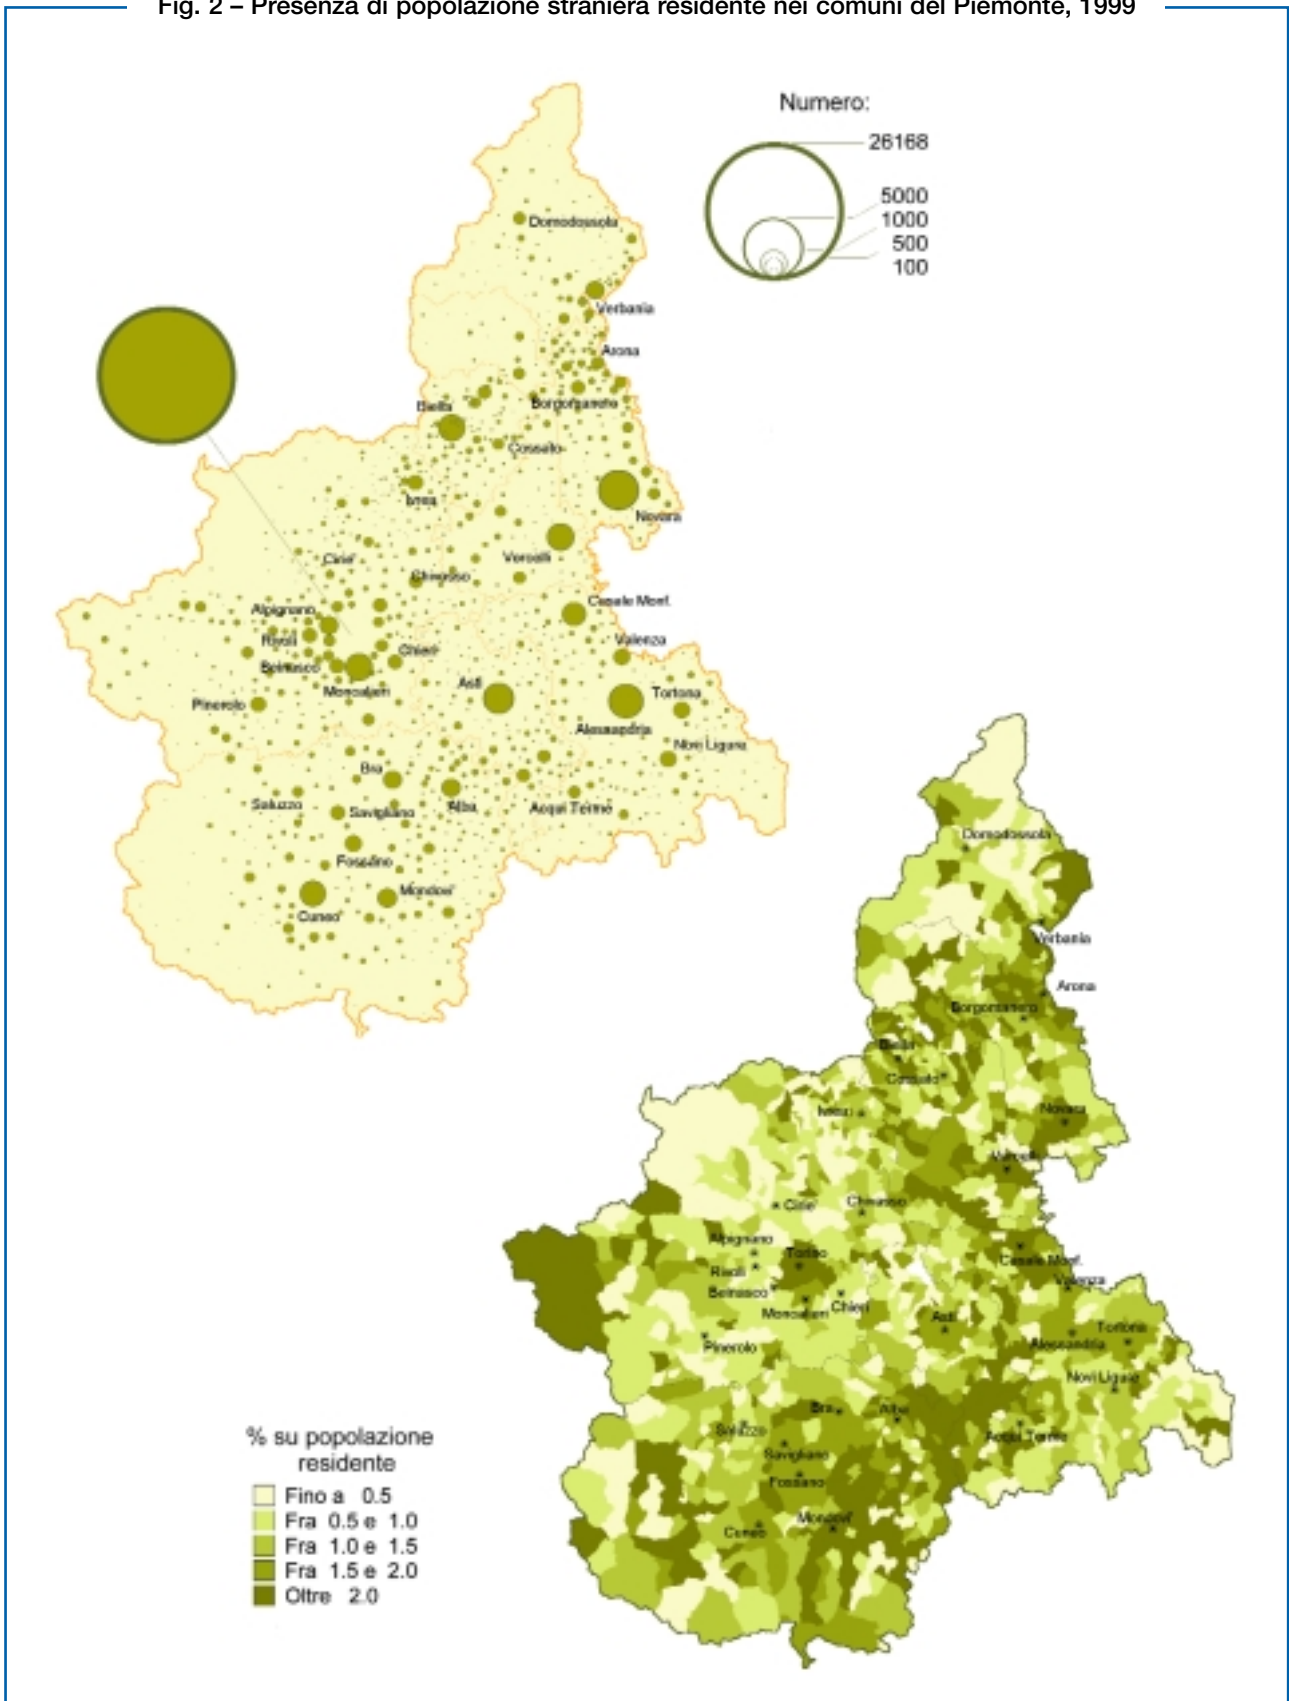 Fig. 2 – Presenza di popolazione straniera residente nei comuni del Piemonte, 1999
Numero:
26168
5000
1000
500
100
Domodossola
Verbania
Arona
Biella
Borgomanero
Cossato
Ivrea
Novara
Cirie'
Vercelli
Chivasso
Casale Monf.
Alpignano
Rivoli
Valenza
Chieri
Beinasco
Asti
Moncalieri
Tortona
Pinerolo
Alessandria
Novi Ligure
Bra
Saluzzo
Savigliano
Alba
Acqui Terme
Fossano
Mondovi'
Cuneo
Domodossola
Verbania
Arona
Borgomanero
Biella
Cossato
Ivrea
Novara
Vercelli
Cirie'
Chivasso
Alpignano
Torino
Casale Monf.
Rivoli
Valenza
Beinasco
Moncalieri
Chieri
Asti
Tortona
Alessandria
Pinerolo
Novi Ligure
Bra
Alba
Saluzzo
Acqui Terme
Savigliano
Fossano
Cuneo
Mondovi'
% su popolazione
residente
Fino a 0.5
Fra 0.5 e 1.0
Fra 1.0 e 1.5
Fra 1.5 e 2.0
Oltre 2.0